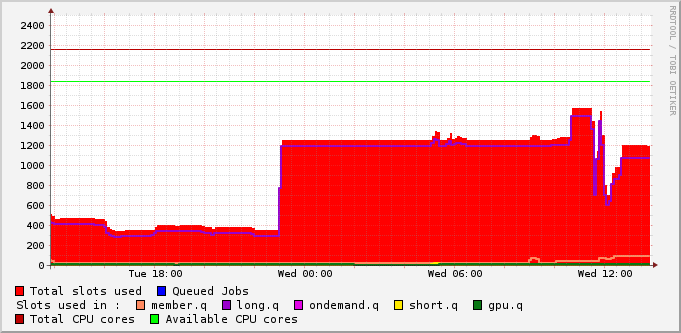 RRDTOOL / TOBI OETIKER
2400
2200
2000
1800
1600
1400
1200
1000
800
600
400
200
0
Tue 18:00 Wed 00:00 Wed 06:00 Wed 12:00
Total slots used Queued Jobs
Slots used in : member.q long.q ondemand.q short.q gpu.q
Total CPU cores Available CPU cores